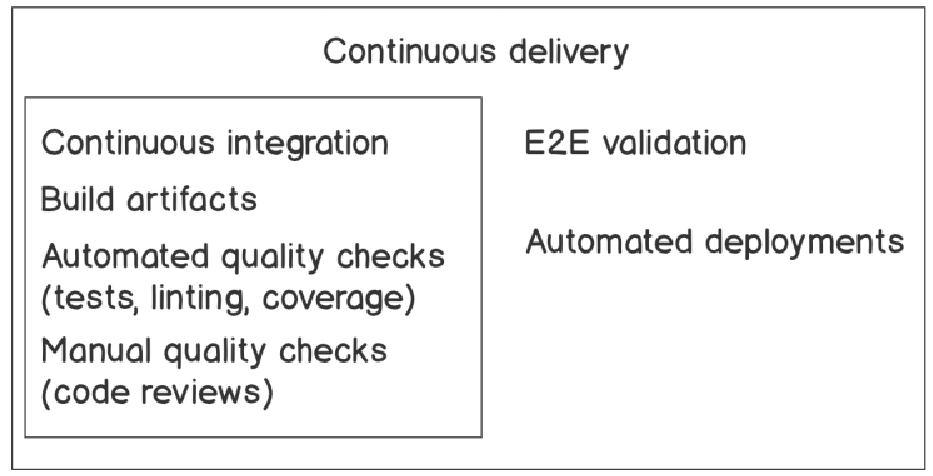 Continuous delivery
Continuous integration
Build artifacts
Automated quality checks
(tests, linting, coverage)
Manual quality checks
(code reviews)
E2E validation
Automated deployments